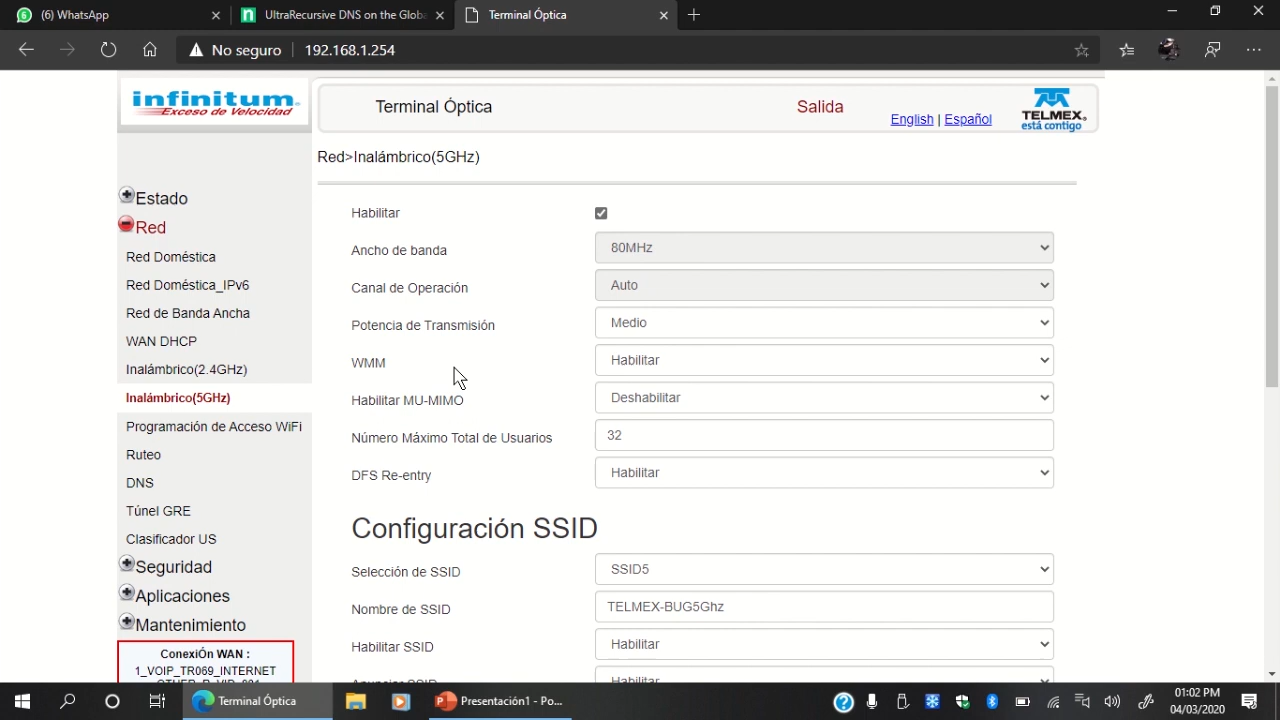 (6) WhatsApp
UltraRecursive DNS on the Globa
Terminal Óptica
No seguro
192.168.1.254
infinitum.
Exceso de Velocidad
Terminal Óptica
Salida
English | Español
TELMEX.
está contigo
Red>Inalámbrico(5GHz)
Estado
Red
Red Doméstica
Red Doméstica_IPv6
Red de Banda Ancha
WAN DHCP
Inalámbrico(2.4GHz)
Inalámbrico(5GHz)
Programación de Acceso WiFi
Ruteo
DNS
Túnel GRE
Clasificador US
Seguridad
Aplicaciones
Mantenimiento
ConexiÓn WAN :
1_VOIP_TR069_INTERNET
Habilitar
Ancho de banda 80MHz
Canal de Operación Auto
Potencia de Transmisión Medio
WMM Habilitar
Habilitar MU-MIMO Deshabilitar
Número Máximo Total de Usuarios 32
DFS Re-entry Habilitar
Configuración SSID
Selección de SSID SSID5
Nombre de SSID TELMEX-BUG5Ghz
Habilitar SSID Habilitar
Anunciar SSID Habilitar
Terminal Óptica
Presentación1 - Po...
01:02 PM
04/03/2020